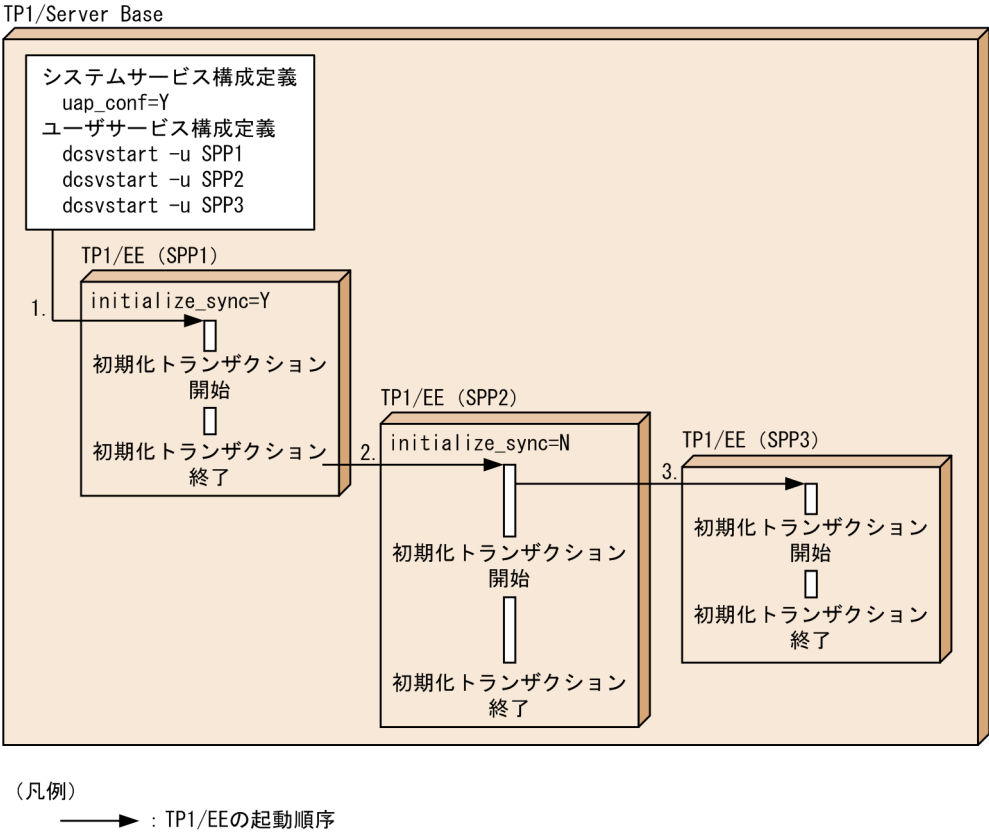 TP1/Server Base
システムサービス構成定義
uap_conf=Y
ユーザサービス構成定義
dcsvstart -u SPP1
dcsvstart -u SPP2
dcsvstart -u SPP3
TP1/EE (SPP1)
1.
initialize_sync=Y
初期化トランザクション
開始
初期化トランザクション
終了
TP1/EE (SPP2)
2.
initialize_sync=N
初期化トランザクション
開始
初期化トランザクション
終了
TP1/EE (SPP3)
3.
初期化トランザクション
開始
初期化トランザクション
終了
(凡例)
: TP1/EEの起動順序